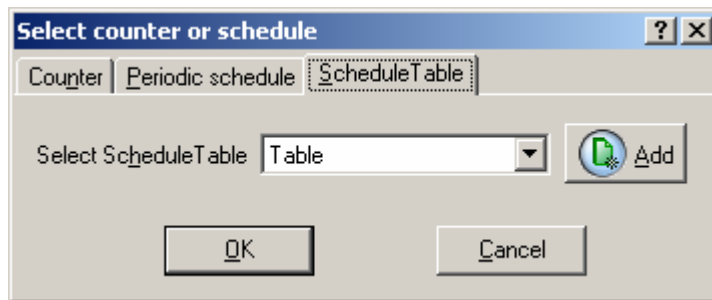 Select counter or schedule
Counter Periodic schedule ScheduleTable
Select ScheduleTable Table Add
OK Cancel